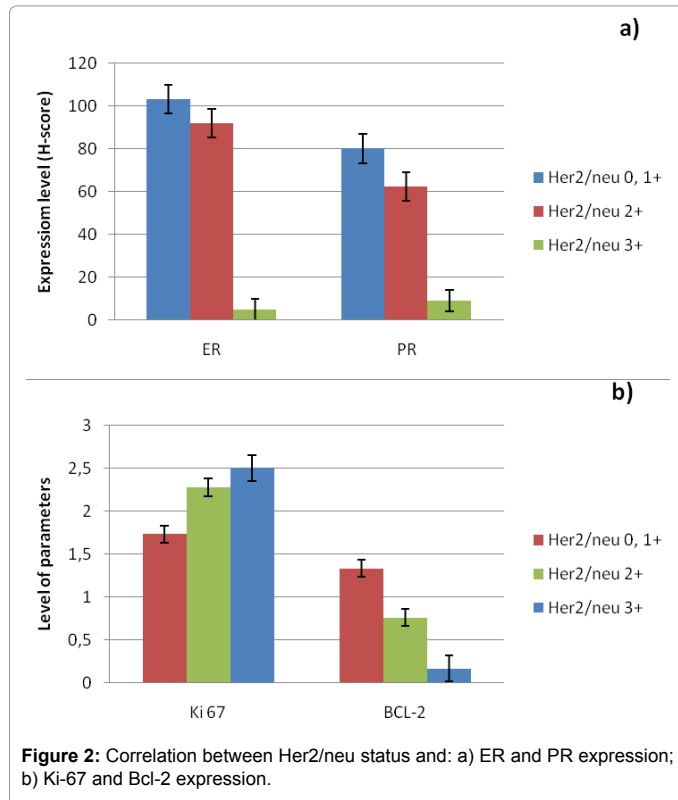 a)
Expressiom level (H-score)
120
100
80
60
40
20
0
ER
PR
Her2/neu 0, 1+
Her2/neu 2+
Her2/neu 3+
b)
Level of parameters
3
2,5
2
1,5
1
0,5
0
Ki 67
BCL-2
Her2/neu 0, 1+
Her2/neu 2+
Her2/neu 3+
Figure 2: Correlation between Her2/neu status and: a) ER and PR expression;
b) Ki-67 and Bcl-2 expression.